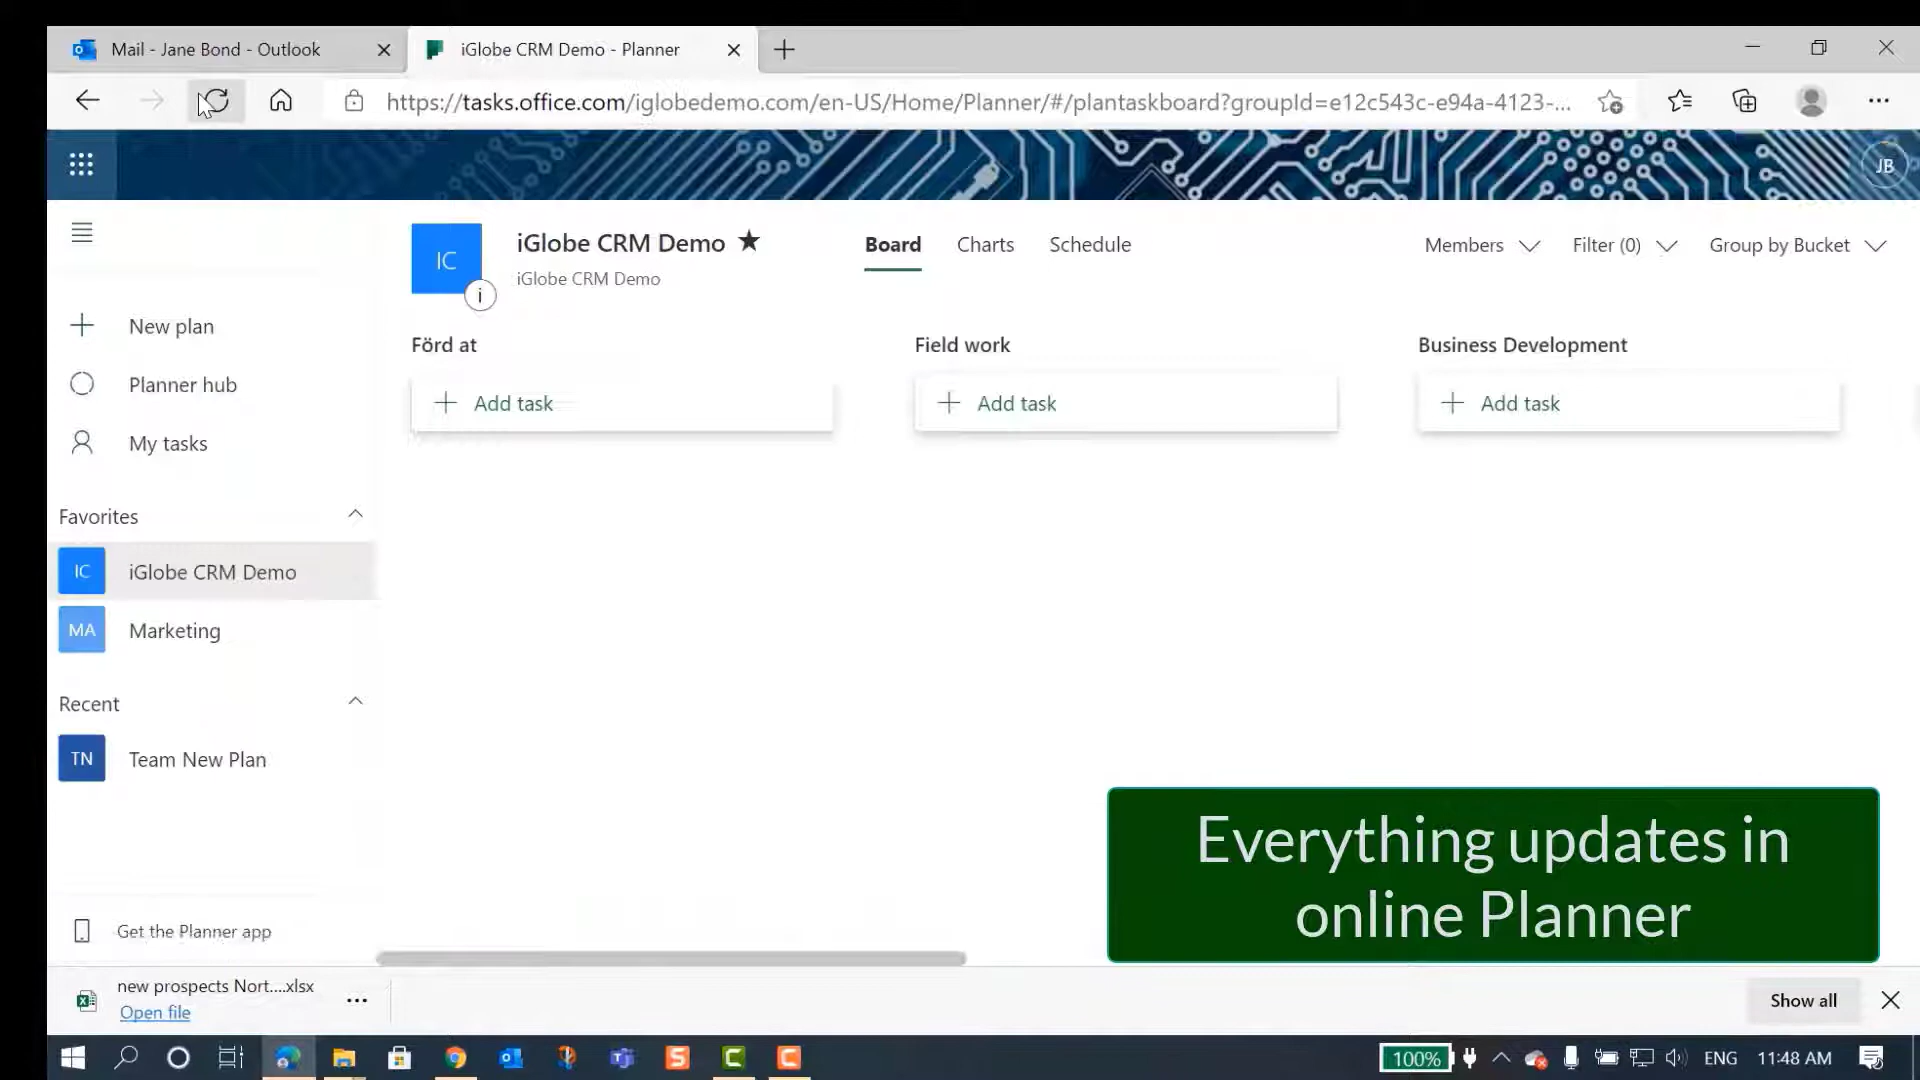 Mail - Jane Bond - Outlook
iGlobe CRM Demo - Planner
https://tasks.office.com/iglobedemo.com/en-US/Home/Planner/#/plantaskboard?groupId=e12c543c-e94a-4123-...
JB
IC
i
iGlobe CRM Demo
iGlobe CRM Demo
Board
Charts
Schedule
Members
Filter (0)
Group by Bucket
New plan
Planner hub
My tasks
Favorites
IC
iGlobe CRM Demo
MA
Marketing
Recent
TN
Team New Plan
Get the Planner app
Förd at
Add task
Field work
Add task
Business Development
Add task
Everything updates in
online Planner
new prospects Nort....xlsx
Open file
Show all
100%
ENG
11:48 AM